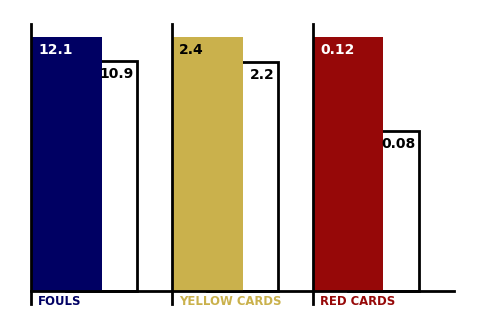 12.1
10.9
2.4
2.2
0.12
0.08
FOULS
YELLOW CARDS
RED CARDS